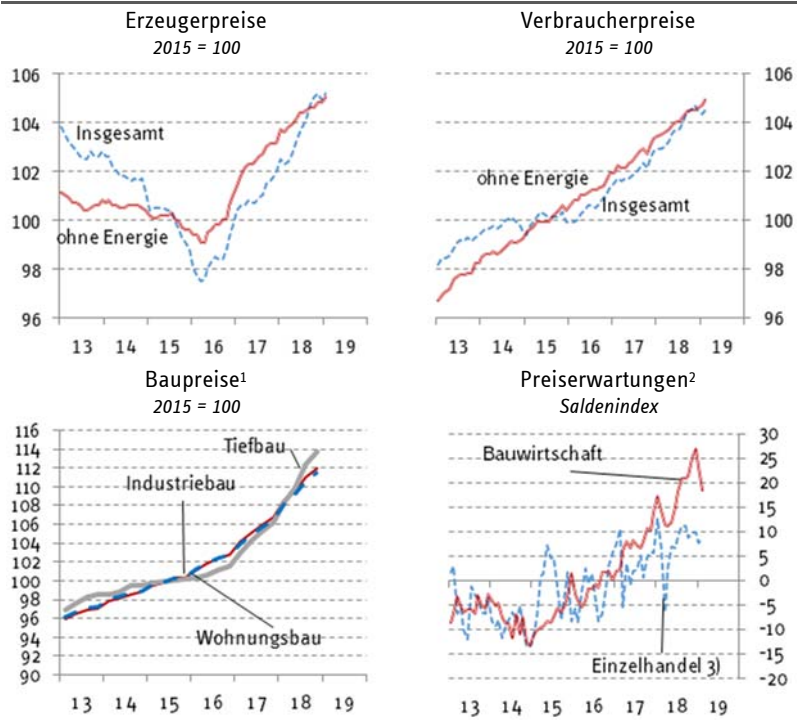 Erzeugerpreise
2015 = 100
106
104
102
100
98
96
Insgesamt
ohne Energie
13 14 15 16 17 18 19
Verbraucherpreise
2015 = 100
106
104
102
100
98
96
ohne Energie
Insgesamt
13 14 15 16 17 18 19
Baupreise¹
2015 = 100
116
114
112
110
108
106
104
102
100
98
96
94
92
90
Tiefbau
Industriebau
Wohnungsbau
13 14 15 16 17 18 19
Preiserwartungen²
Saldenindex
30
25
20
15
10
5
0
-5
-10
-15
-20
Bauwirtschaft
Einzelhandel 3)
13 14 15 16 17 18 19